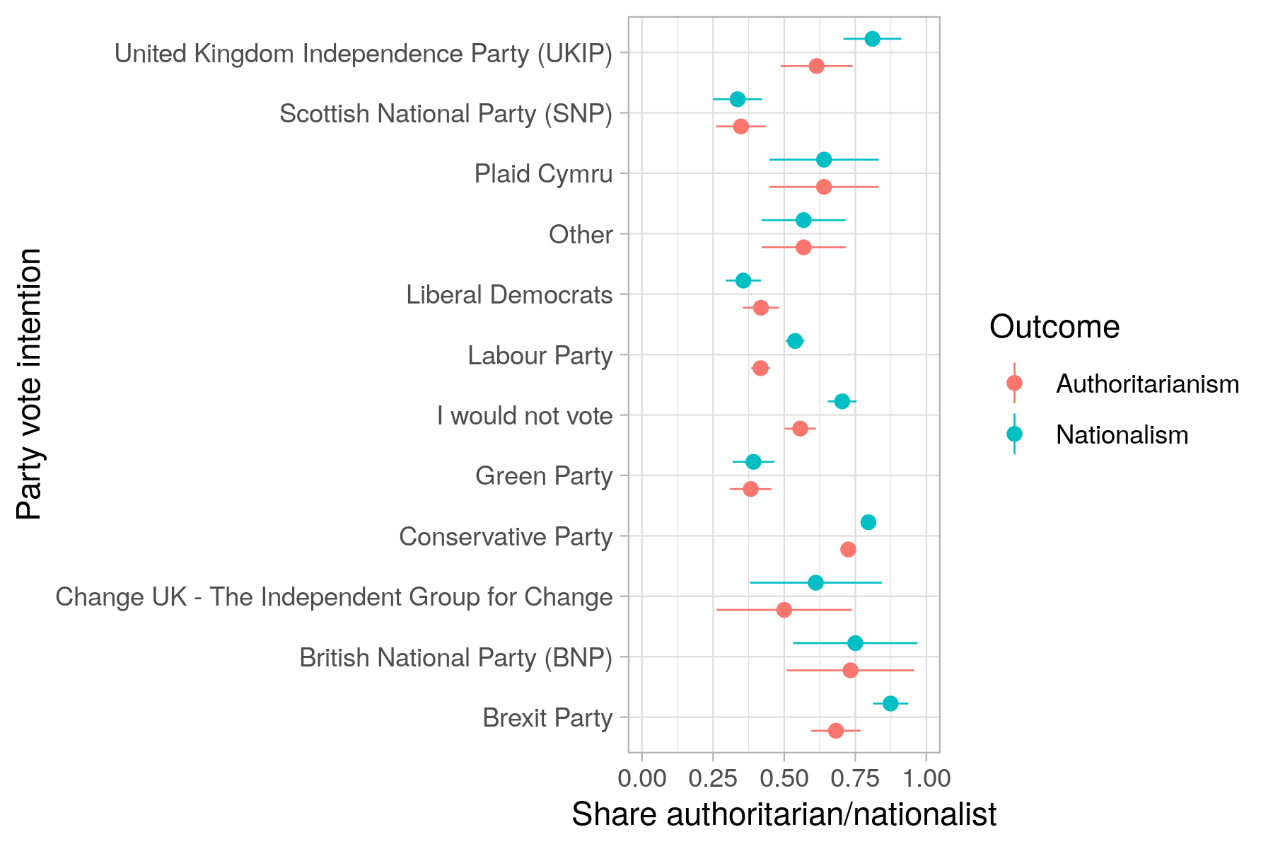 Party vote intention
United Kingdom Independence Party (UKIP)
Scottish National Party (SNP)
Plaid Cymru
Other
Liberal Democrats
Labour Party
I would not vote
Green Party
Conservative Party
Change UK - The Independent Group for Change
British National Party (BNP)
Brexit Party
0.00 0.25 0.50 0.75 1.00
Share authoritarian/nationalist
Outcome
Authoritarianism
Nationalism